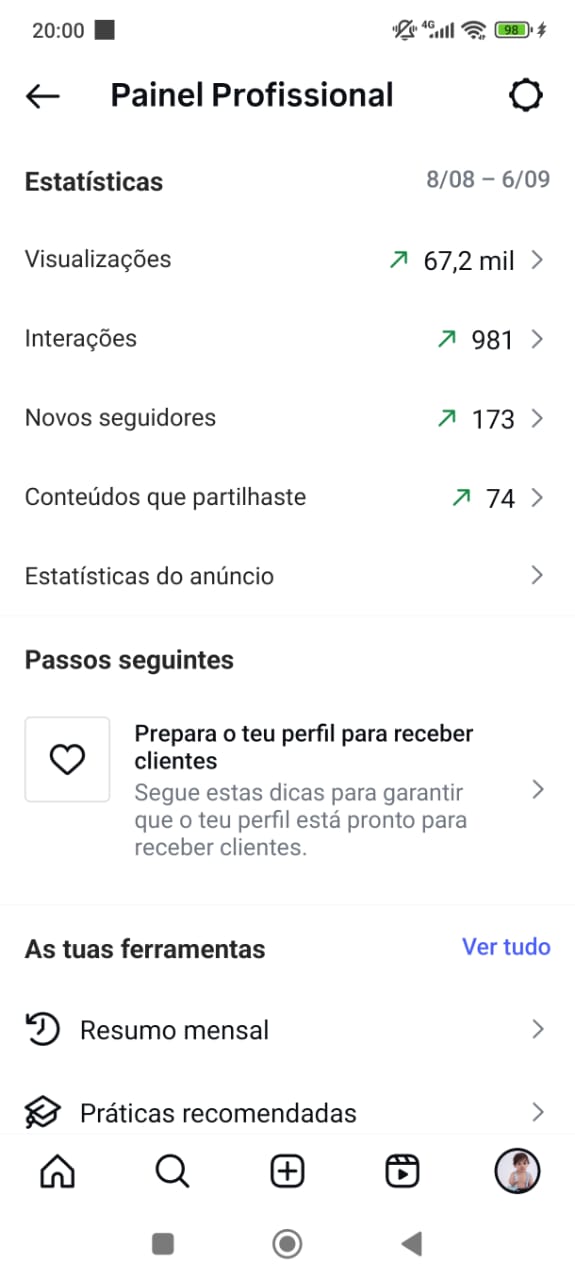 20:00
4G 98
Painel Profissional
Estatísticas 8/08 – 6/09
Visualizações 67,2 mil
Interações 981
Novos seguidores 173
Conteúdos que partilhaste 74
Estatísticas do anúncio
Passos seguintes
Prepara o teu perfil para receber
clientes
Segue estas dicas para garantir
que o teu perfil está pronto para
receber clientes.
As tuas ferramentas Ver tudo
Resumo mensal
Práticas recomendadas